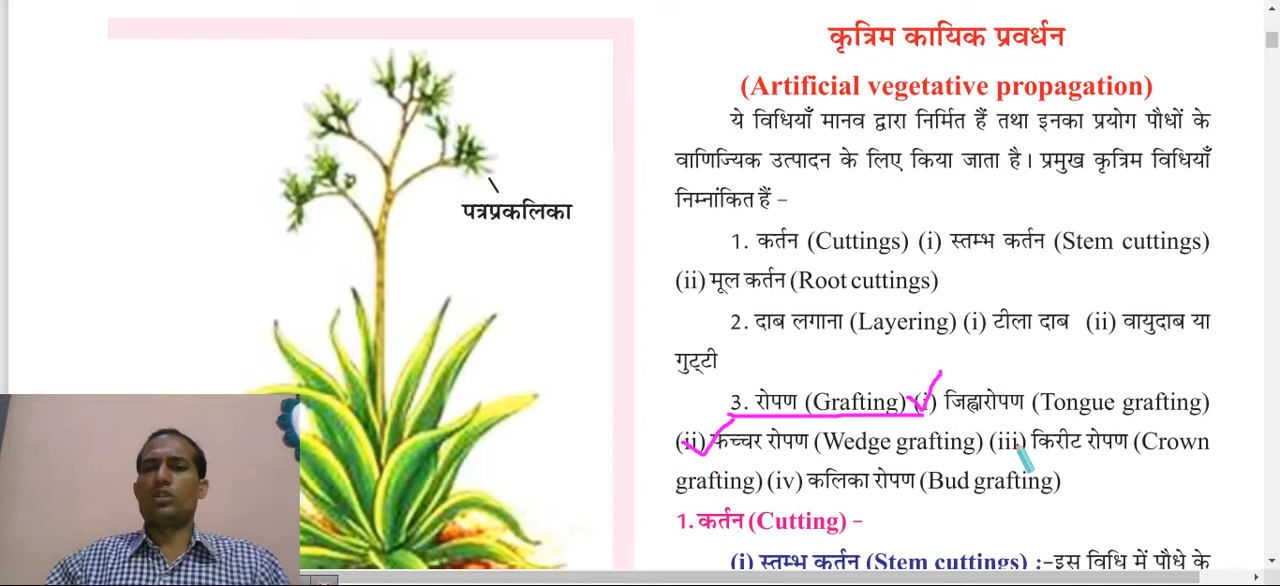 कृत्रिम कायिक प्रवर्धन
(Artificial vegetative propagation)
ये विधियाँ मानव द्वारा निर्मित हैं तथा इनका प्रयोग पौधों के
वाणिज्यिक उत्पादन के लिए किया जाता है। प्रमुख कृत्रिम विधियाँ
निम्नांकित हैं –
1. कर्तन (Cuttings) (i) स्तम्भ कर्तन (Stem cuttings)
(ii) मूल कर्तन (Root cuttings)
2. दाब लगाना (Layering) (i) टीला दाब (ii) वायुदाब या
गुट्टी
3. रोपण (Grafting) (i) जिह्वारोपण (Tongue grafting)
(ii) फच्चर रोपण (Wedge grafting) (iii) किरीट रोपण (Crown
grafting) (iv) कलिका रोपण (Bud grafting)
1. कर्तन (Cutting) –
(i) स्तम्भ कर्तन (Stem cuttings) :–इस विधि में पौधे के
पत्रप्रकलिका